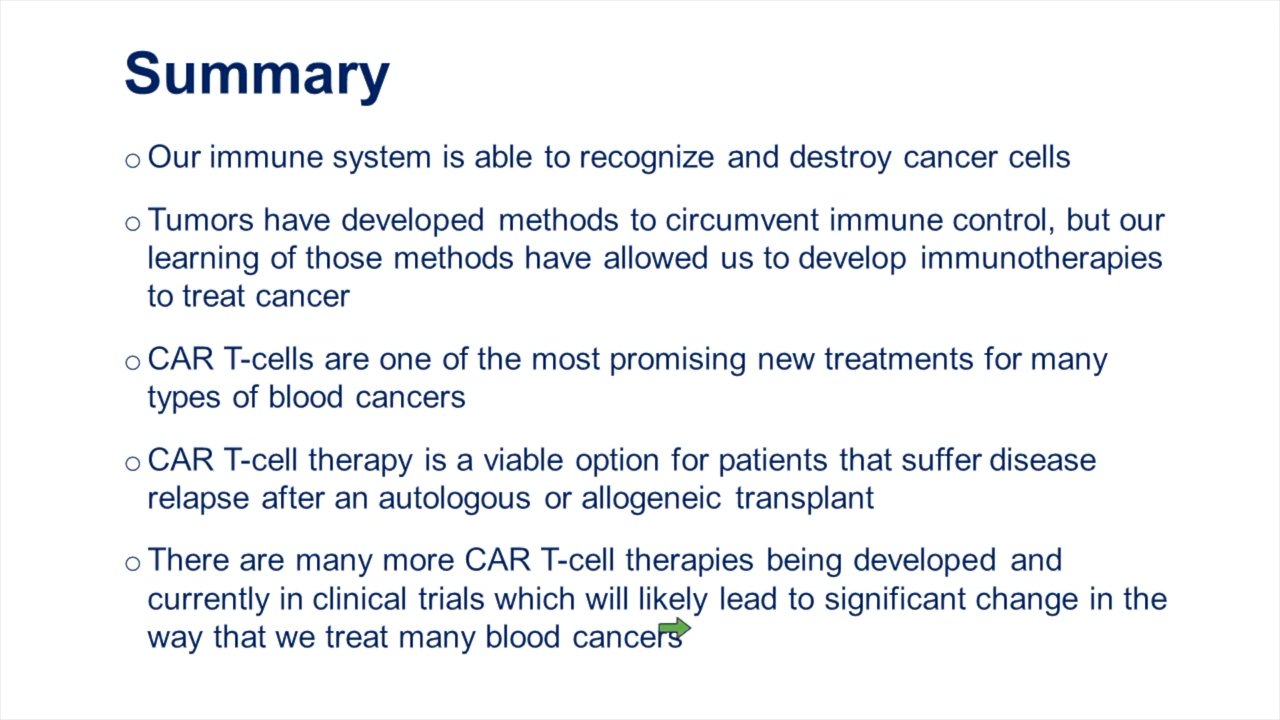 Summary
○ Our immune system is able to recognize and destroy cancer cells
○ Tumors have developed methods to circumvent immune control, but our
learning of those methods have allowed us to develop immunotherapies
to treat cancer
○ CAR T-cells are one of the most promising new treatments for many
types of blood cancers
○ CAR T-cell therapy is a viable option for patients that suffer disease
relapse after an autologous or allogeneic transplant
○ There are many more CAR T-cell therapies being developed and
currently in clinical trials which will likely lead to significant change in the
way that we treat many blood cancers